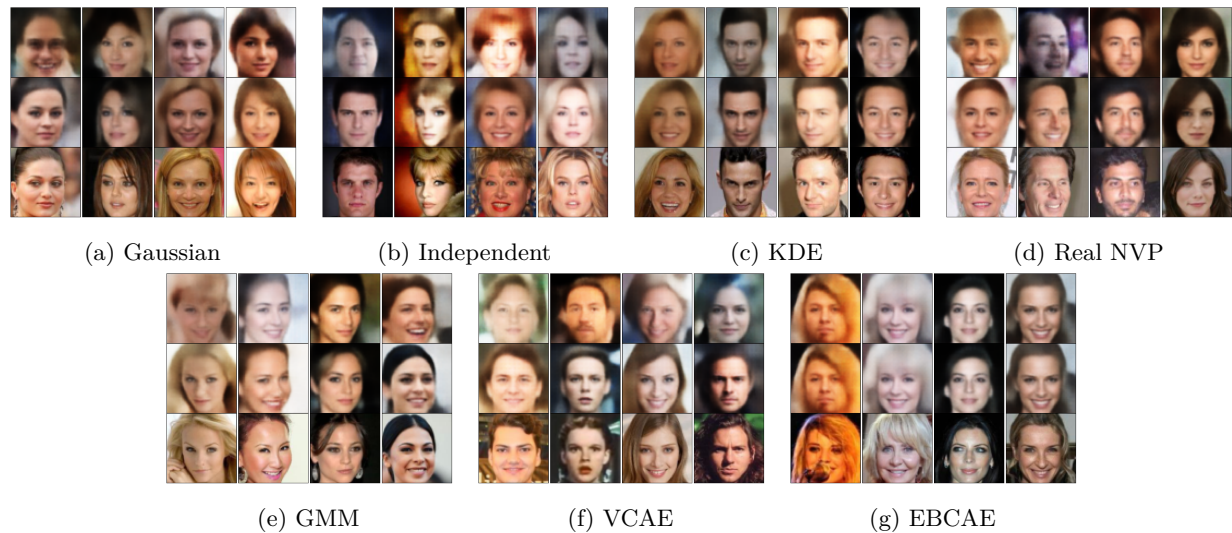 (a) Gaussian
(b) Independent
(c) KDE
(d) Real NVP
(e) GMM
(f) VCAE
(g) EBCAE